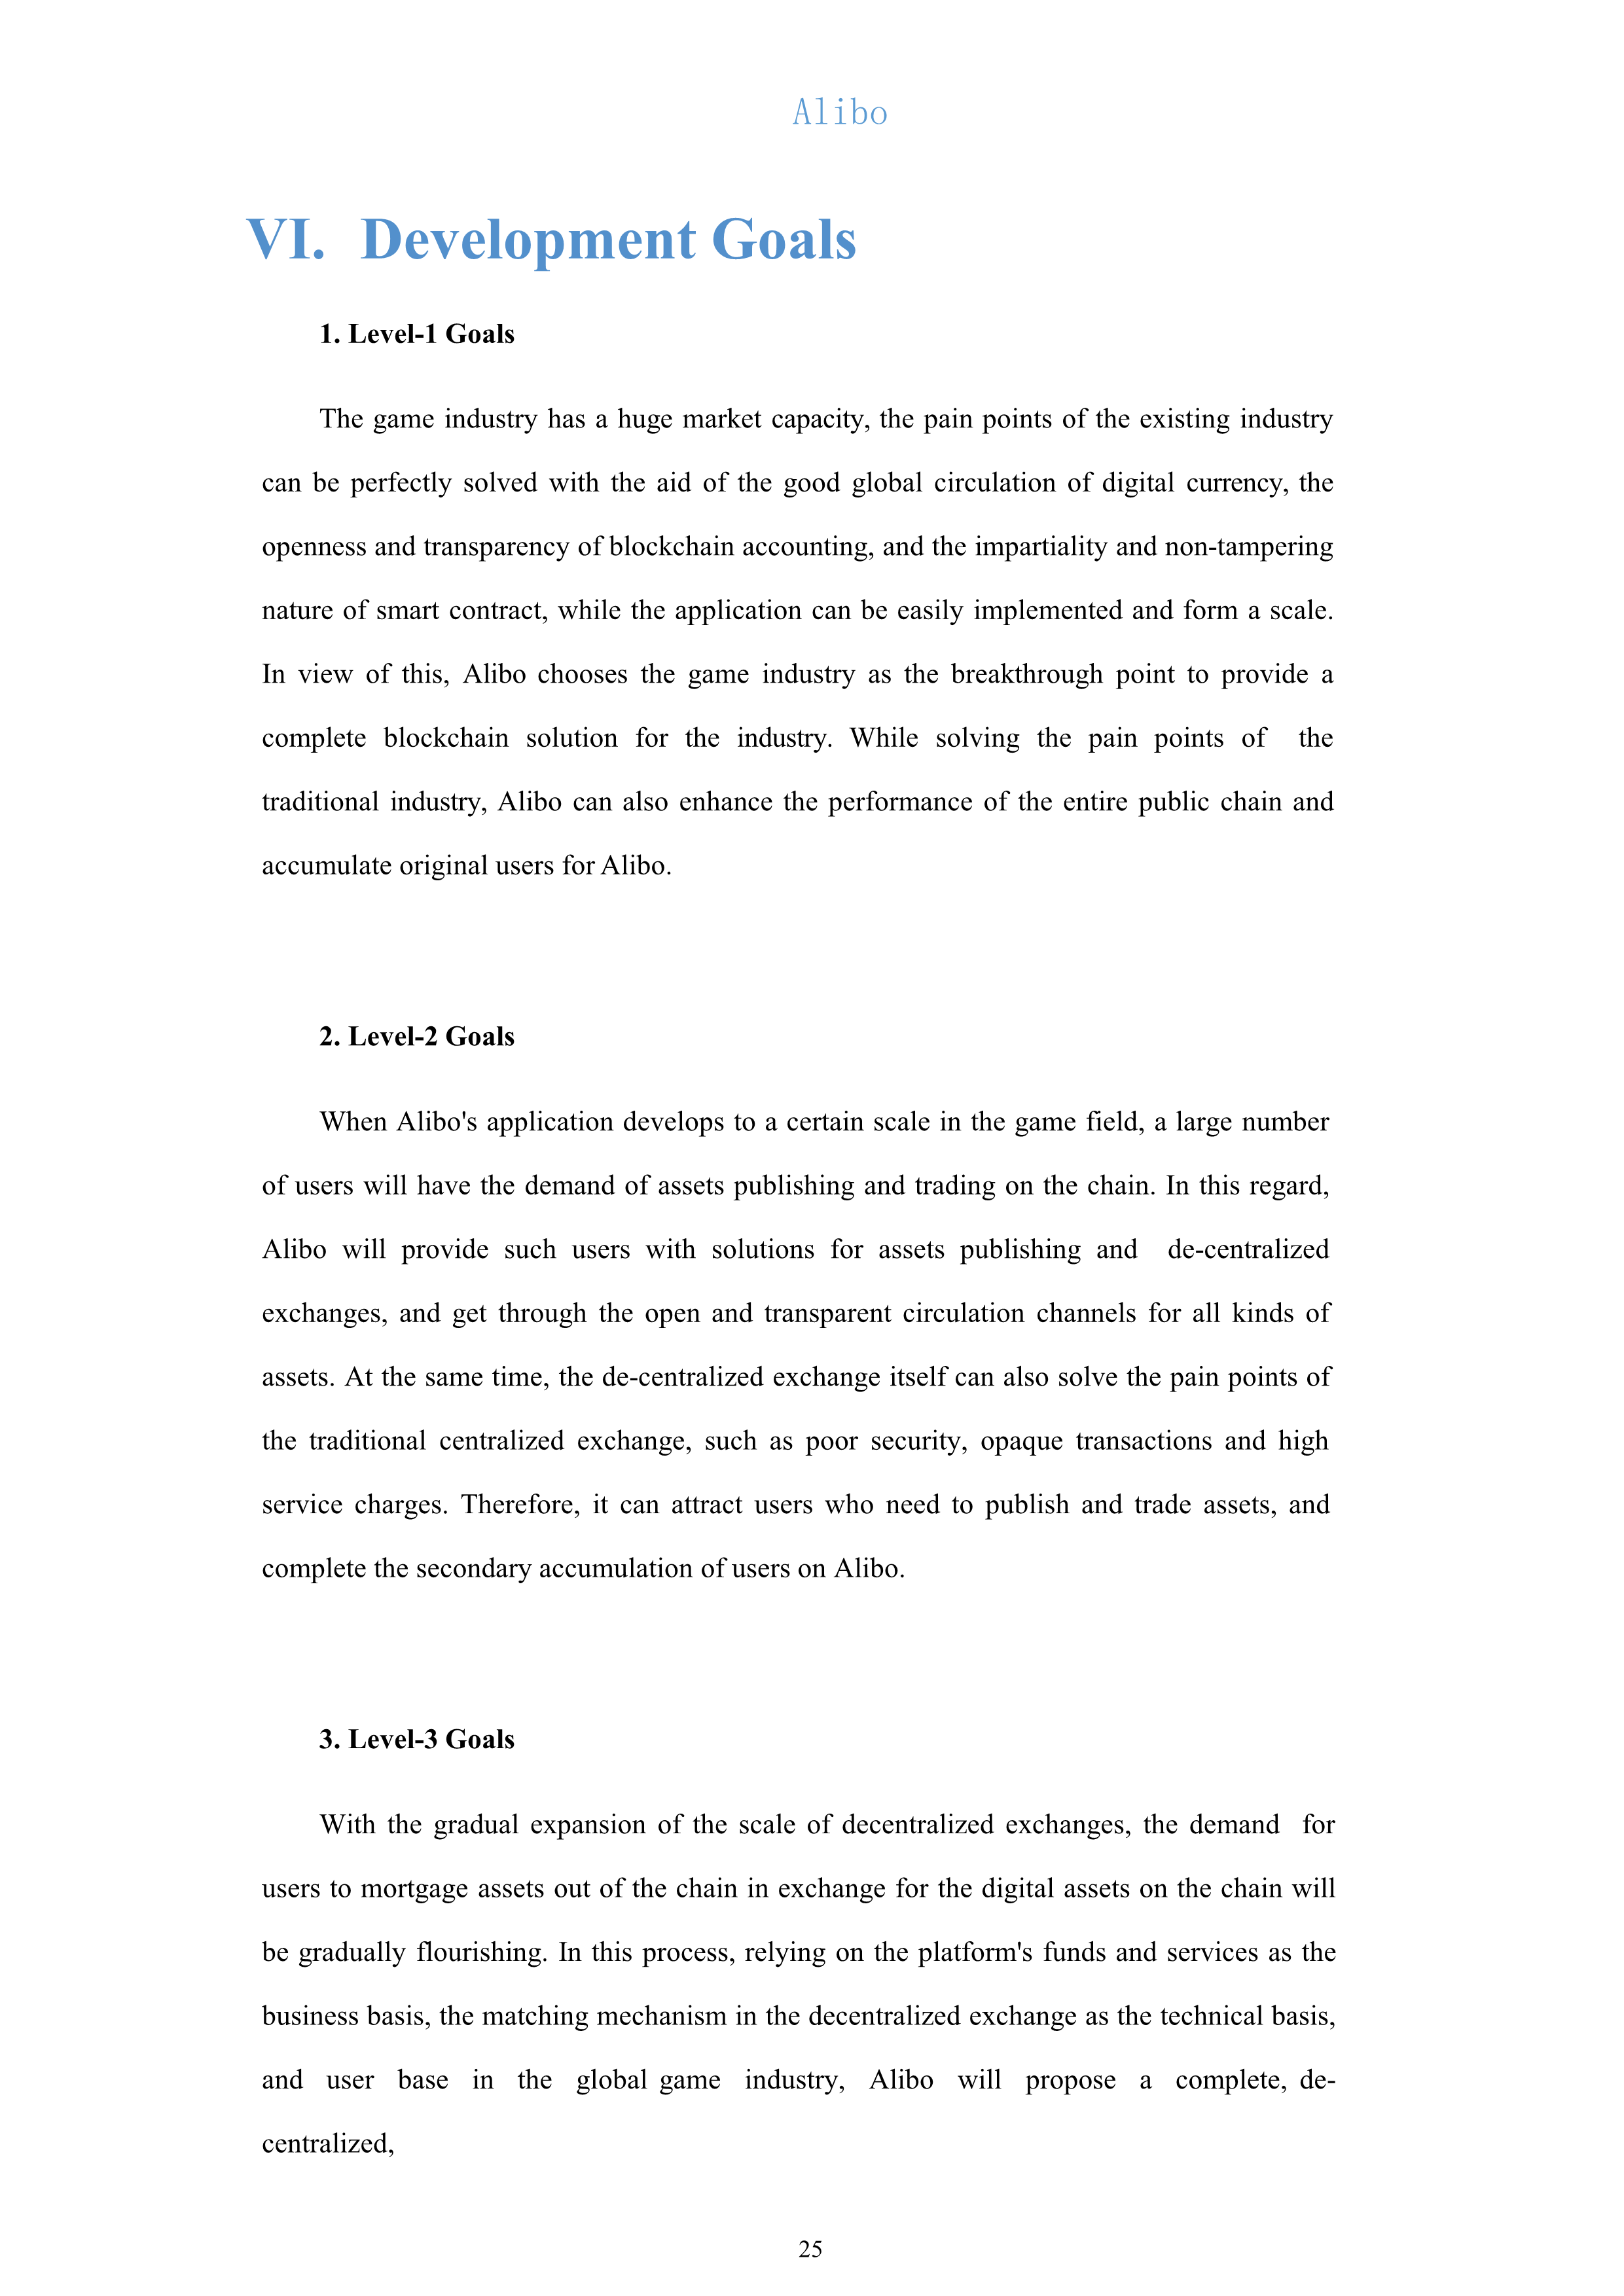 Alibo
VI. Development Goals
1. Level-1 Goals
The game industry has a huge market capacity, the pain points of the existing industry
can be perfectly solved with the aid of the good global circulation of digital currency, the
openness and transparency of blockchain accounting, and the impartiality and non-tampering
nature of smart contract, while the application can be easily implemented and form a scale.
In view of this, Alibo chooses the game industry as the breakthrough point to provide a
complete blockchain solution for the industry. While solving the pain points of the
traditional industry, Alibo can also enhance the performance of the entire public chain and
accumulate original users for Alibo.
2. Level-2 Goals
When Alibo's application develops to a certain scale in the game field, a large number
of users will have the demand of assets publishing and trading on the chain. In this regard,
Alibo will provide such users with solutions for assets publishing and de-centralized
exchanges, and get through the open and transparent circulation channels for all kinds of
assets. At the same time, the de-centralized exchange itself can also solve the pain points of
the traditional centralized exchange, such as poor security, opaque transactions and high
service charges. Therefore, it can attract users who need to publish and trade assets, and
complete the secondary accumulation of users on Alibo.
3. Level-3 Goals
With the gradual expansion of the scale of decentralized exchanges, the demand for
users to mortgage assets out of the chain in exchange for the digital assets on the chain will
be gradually flourishing. In this process, relying on the platform's funds and services as the
business basis, the matching mechanism in the decentralized exchange as the technical basis,
and user base in the global game industry, Alibo will propose a complete, de-
centralized,
25